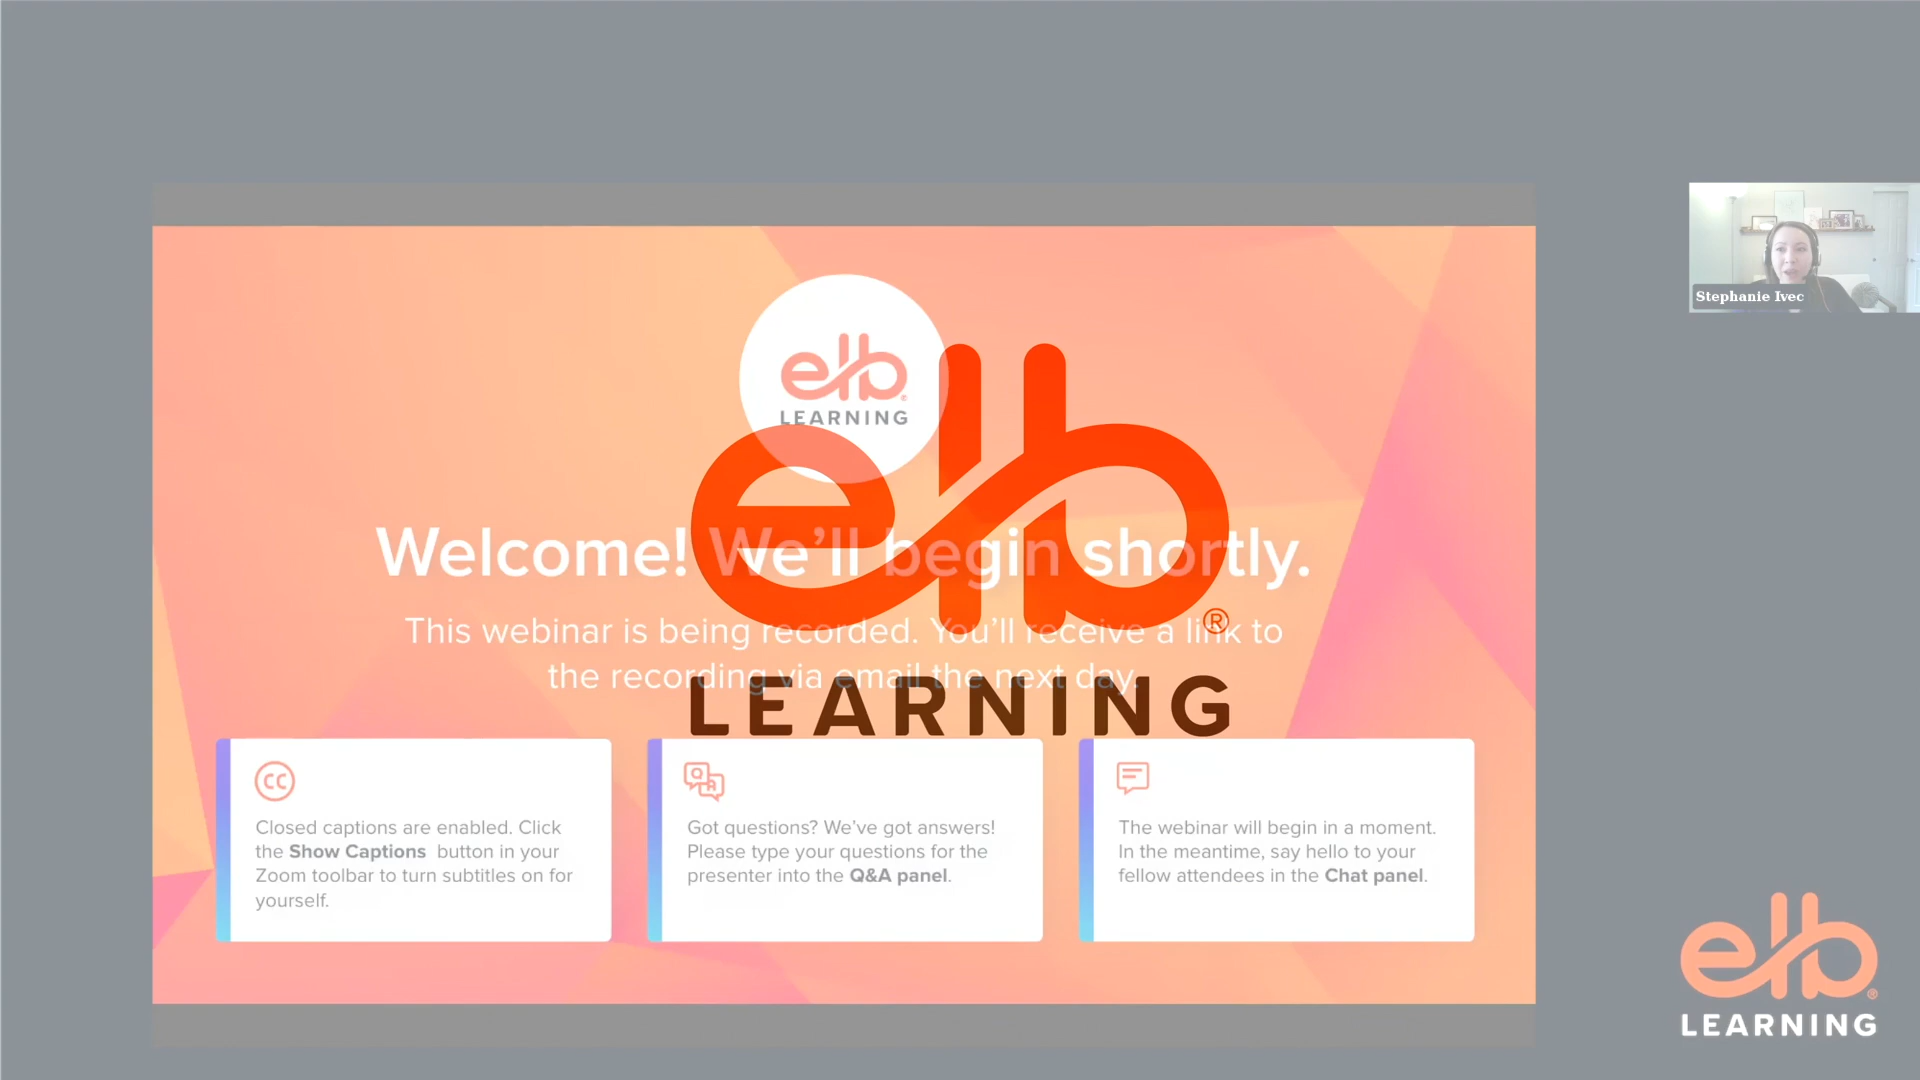 elb
LEARNING
Stephanie Ivec
elb®
LEARNING
Welcome! We’ll begin shortly.
This webinar is being recorded. You’ll receive a link to
the recording via email the next day.
Closed captions are enabled. Click
the Show Captions button in your
Zoom toolbar to turn subtitles on for
yourself.
Got questions? We’ve got answers!
Please type your questions for the
presenter into the Q&A panel.
The webinar will begin in a moment.
In the meantime, say hello to your
fellow attendees in the Chat panel.
elb®
LEARNING